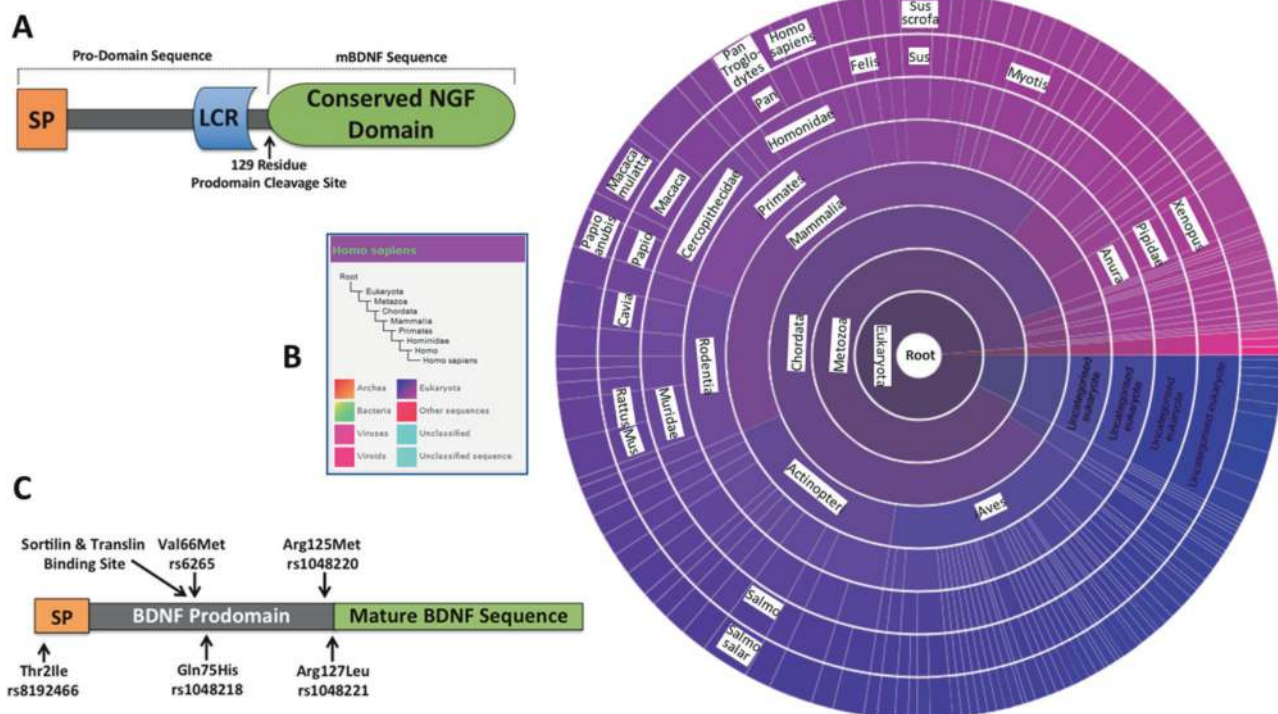 A
Pro-Domain Sequence
mBDNF Sequence
SP
LCR
Conserved NGF
Domain
129 Residue
Prodomain Cleavage Site
B
Homo sapiens
Root
Eukaryota
Metazoa
Chordata
Mammalia
Primates
Hominidae
Homo
Homo sapiens
Archea
Eukaryota
Bacteria
Other sequences
Viruses
Unclassified
Viroids
Unclassified sequence
Root
Eukaryota
Metozoa
Chordata
Mammalia
Primates
Homonidae
Pan
Pan
Troglo-
dytes
Homo
sapiens
Felis
Sus
Sus
scrofa
Myotis
Cercopithecidae
Macaca
Macaca
mulatta
Papio
Papio
anubis
Cavia
Rodentia
Muridae
Rattus
Mus
Anura
Pipidae
Xenopus
Uncategorised
eukaryote
Uncategorised
eukaryote
Uncategorised
eukaryote
Uncategorised eukaryote
Actinopter
Aves
Salmo
Salmo
salar
C
Sortilin & Translin
Binding Site
Val66Met
rs6265
Arg125Met
rs1048220
SP
BDNF Prodomain
Mature BDNF Sequence
Thr2Ile
rs8192466
Gln75His
rs1048218
Arg127Leu
rs1048221